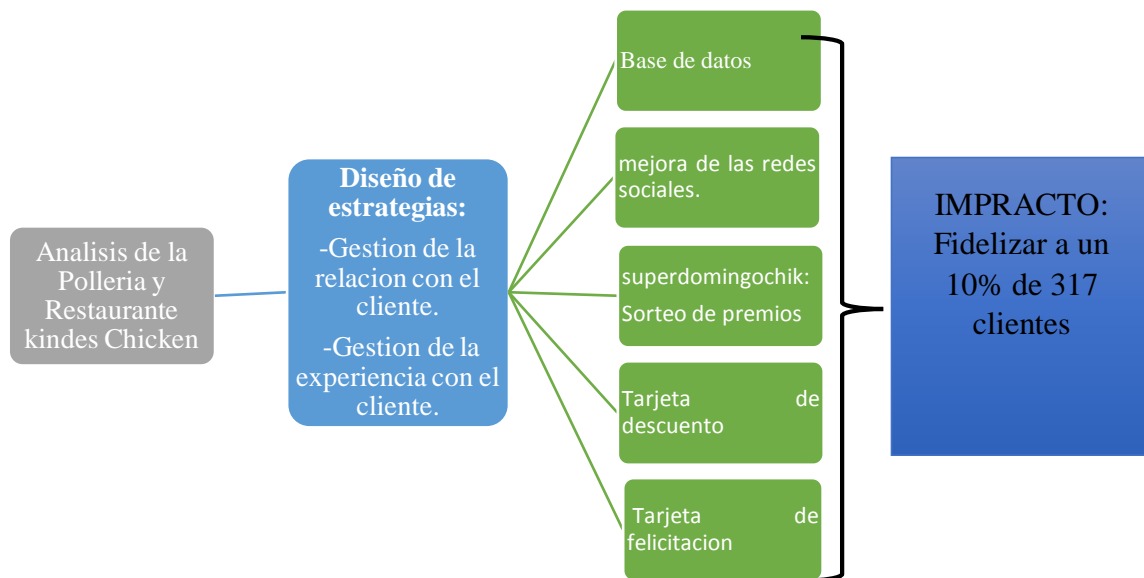 Analisis de la
Polleria y
Restaurante
kindes Chicken
Diseño de
estrategias:
-Gestion de la
relacion con el
cliente.
-Gestion de la
experiencia con el
cliente.
Base de datos
mejora de las redes
sociales.
superdomingochik:
Sorteo de premios
Tarjeta de
descuento
Tarjeta de
felicitacion
IMPRACTO:
Fidelizar a un
10% de 317
clientes